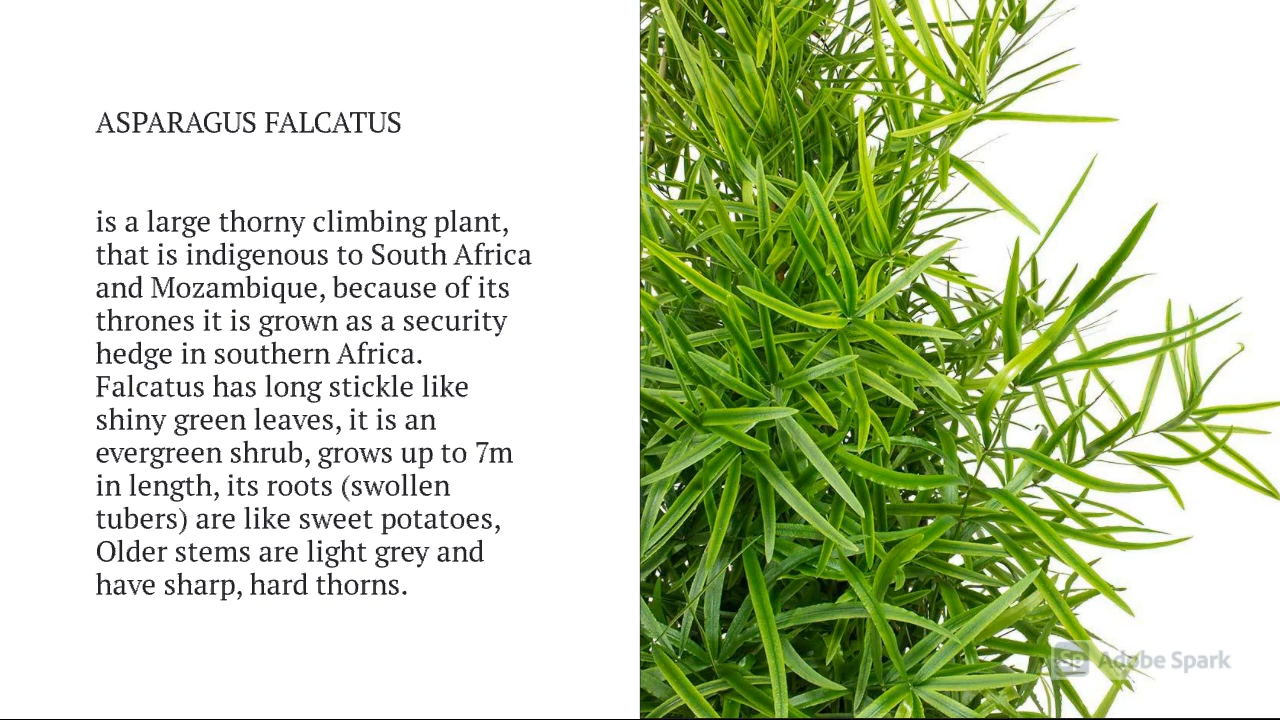 ASPARAGUS FALCATUS
is a large thorny climbing plant,
that is indigenous to South Africa
and Mozambique, because of its
thrones it is grown as a security
hedge in southern Africa.
Falcatus has long stickle like
shiny green leaves, it is an
evergreen shrub, grows up to 7m
in length, its roots (swollen
tubers) are like sweet potatoes,
Older stems are light grey and
have sharp, hard thorns.
Sp Adobe Spark